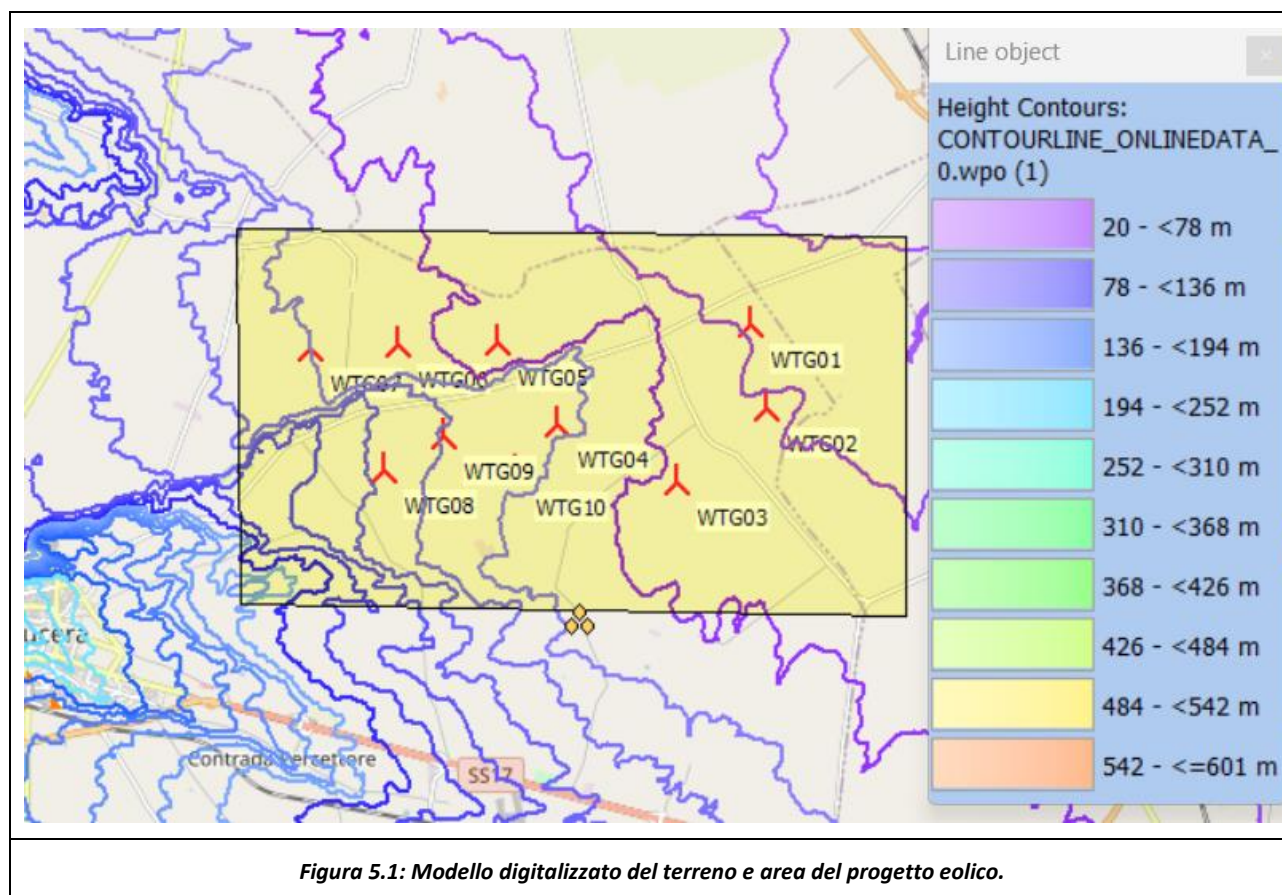 Line object
Height Contours:
CONTOURLINE_ONLINEDATA_
0.wpo (1)
20 - <78 m
78 - <136 m
136 - <194 m
194 - <252 m
252 - <310 m
310 - <368 m
368 - <426 m
426 - <484 m
484 - <542 m
542 - <=601 m
WTG01
WTG07
WTG06
WTG05
WTG02
WTG04
WTG09
WTG08
WTG10
WTG03
ucera
Contrada Perzettore
SS17
Figura 5.1: Modello digitalizzato del terreno e area del progetto eolico.